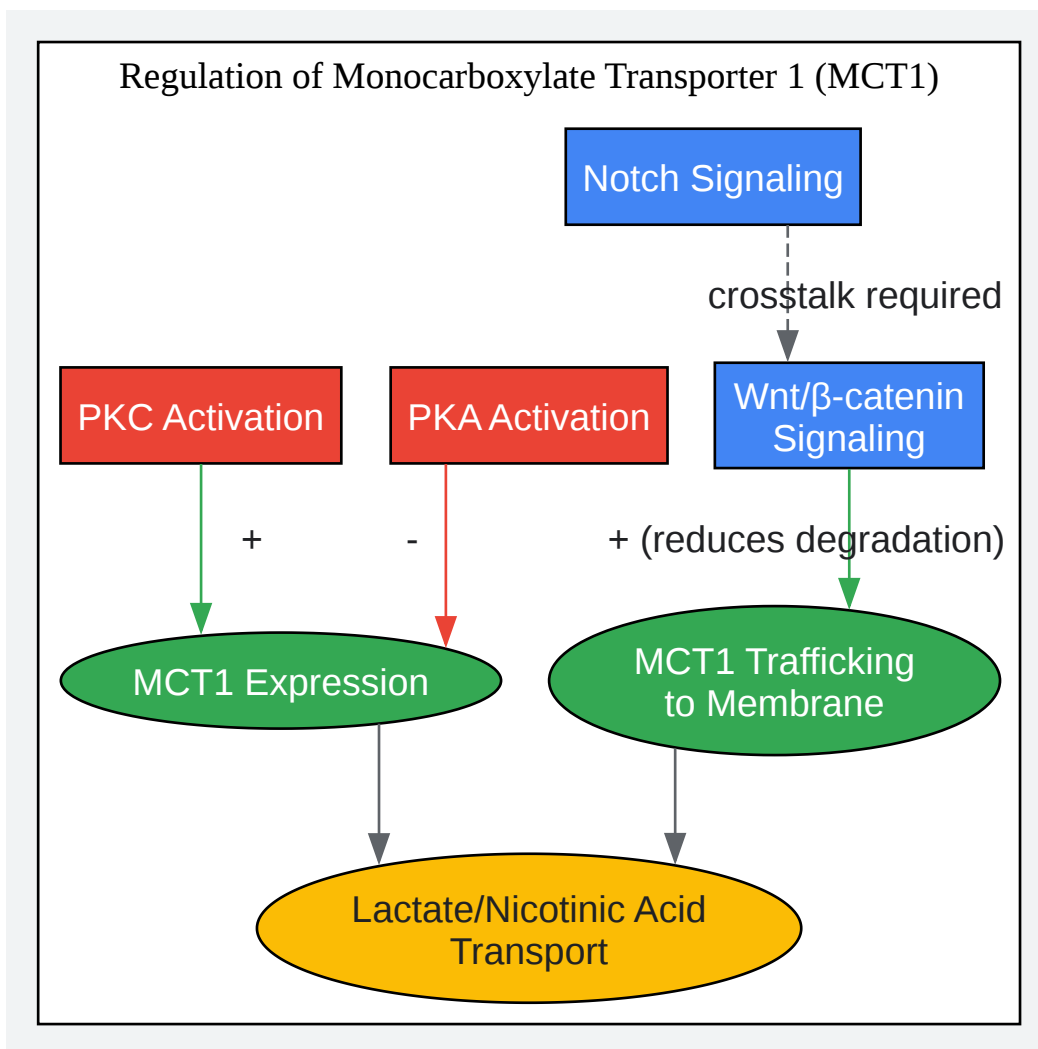 Regulation of Monocarboxylate Transporter 1 (MCT1)
Notch Signaling
crosstalk required
PKC Activation
PKA Activation
Wnt/β-catenin
Signaling
+
-
+ (reduces degradation)
MCT1 Expression
MCT1 Trafficking
to Membrane
Lactate/Nicotinic Acid
Transport